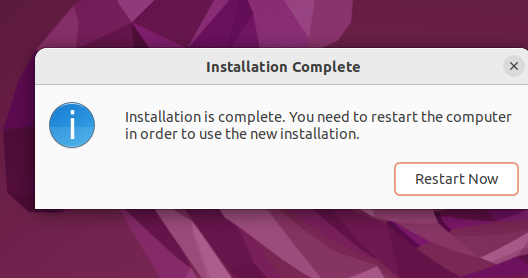 Installation Complete
Installation is complete. You need to restart the computer
in order to use the new installation.
Restart Now